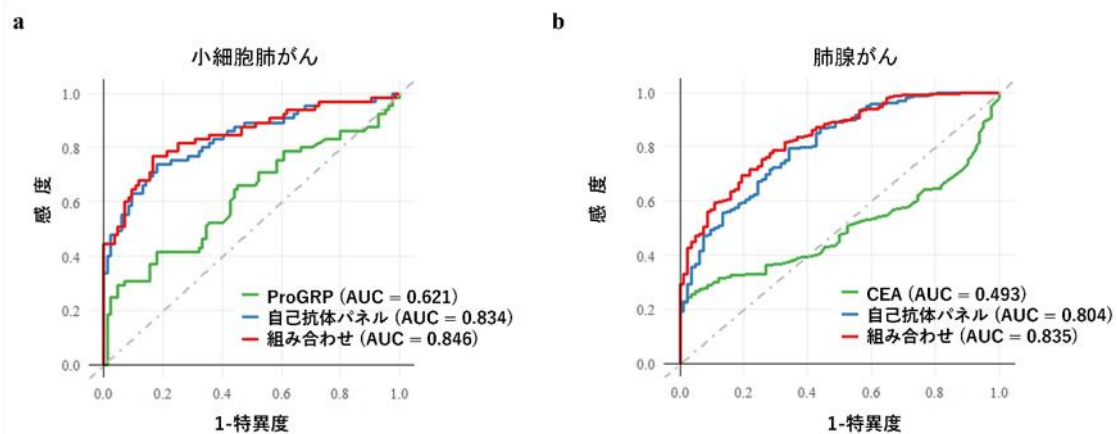 a
小細胞肺がん
1.0
0.8
0.6
0.4
0.2
0.0
感 度
0.0 0.2 0.4 0.6 0.8 1.0
1-特異度
ProGRP (AUC = 0.621)
自己抗体パネル (AUC = 0.834)
組み合わせ (AUC = 0.846)
b
肺腺がん
1.0
0.8
0.6
0.4
0.2
0.0
感 度
0.0 0.2 0.4 0.6 0.8 1.0
1-特異度
CEA (AUC = 0.493)
自己抗体パネル (AUC = 0.804)
組み合わせ (AUC = 0.835)